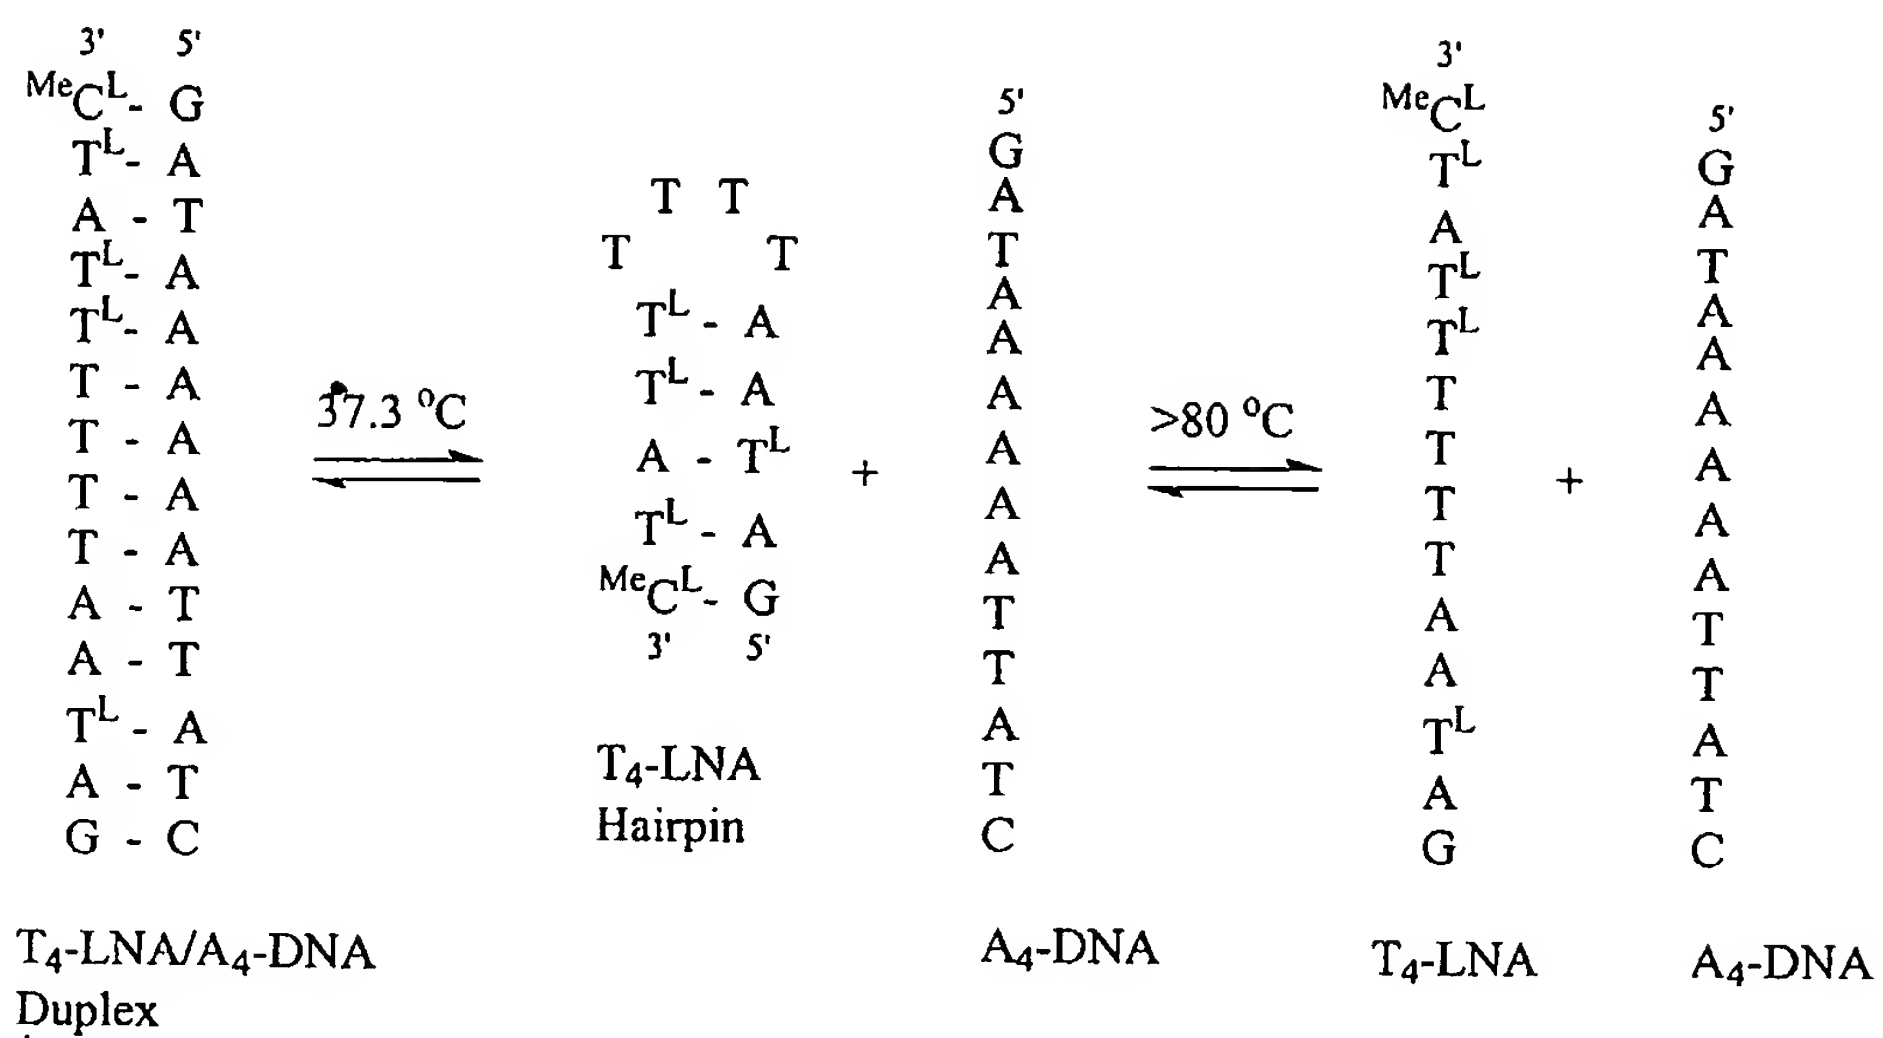 3' 5'
MeCL- G
TL- A
A - T
TL- A
TL- A
T - A
T - A
T - A
T - A
A - T
A - T
TL - A
A - T
G - C
T4-LNA/A4-DNA
Duplex
37.3 oC
T T
T T
TL - A
TL - A
A - TL
TL - A
MeCL- G
3' 5'
T4-LNA
Hairpin
+
5'
G
A
T
A
A
A
A
A
A
T
T
A
T
C
A4-DNA
>80 oC
3'
MeCL
TL
A
TL
TL
T
T
T
T
A
A
TL
A
G
T4-LNA
+
5'
G
A
T
A
A
A
A
A
A
T
T
A
T
C
A4-DNA